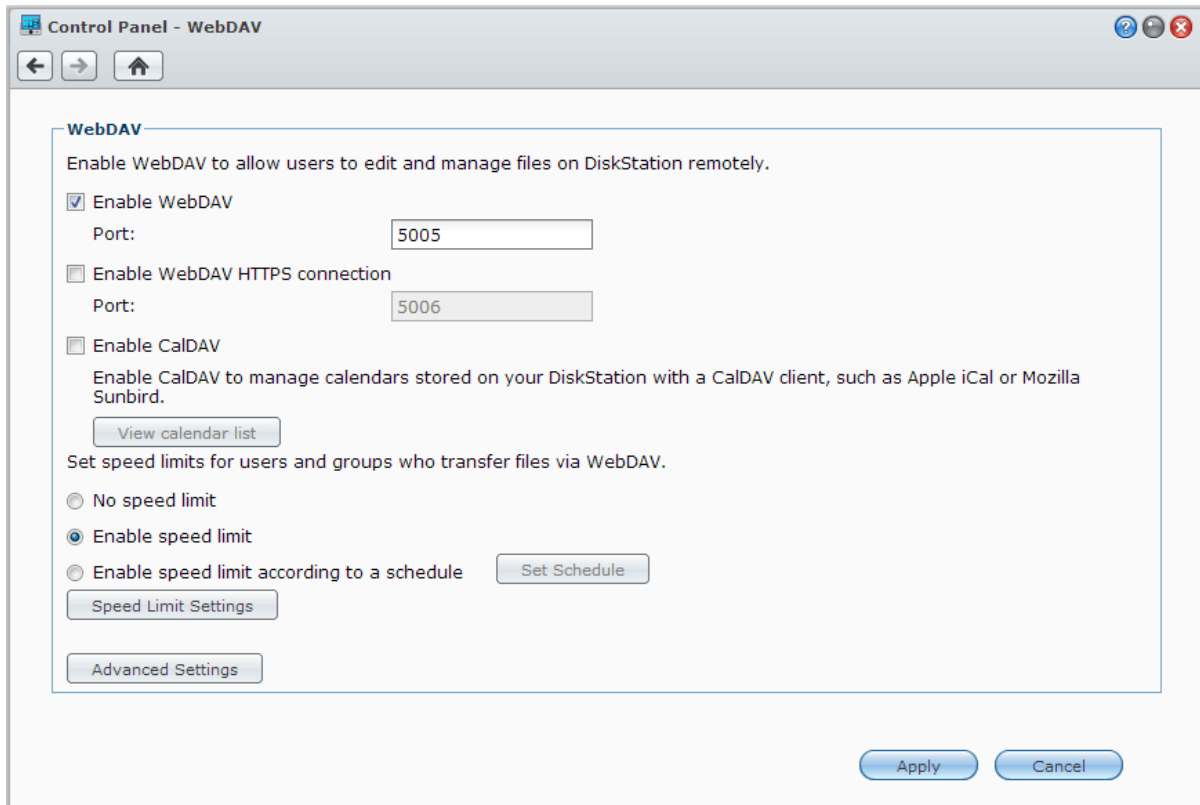 Control Panel - WebDAV
WebDAV
Enable WebDAV to allow users to edit and manage files on DiskStation remotely.
Enable WebDAV
Port: 5005
Enable WebDAV HTTPS connection
Port: 5006
Enable CalDAV
Enable CalDAV to manage calendars stored on your DiskStation with a CalDAV client, such as Apple iCal or Mozilla
Sunbird.
View calendar list
Set speed limits for users and groups who transfer files via WebDAV.
No speed limit
Enable speed limit
Enable speed limit according to a schedule Set Schedule
Speed Limit Settings
Advanced Settings
Apply Cancel